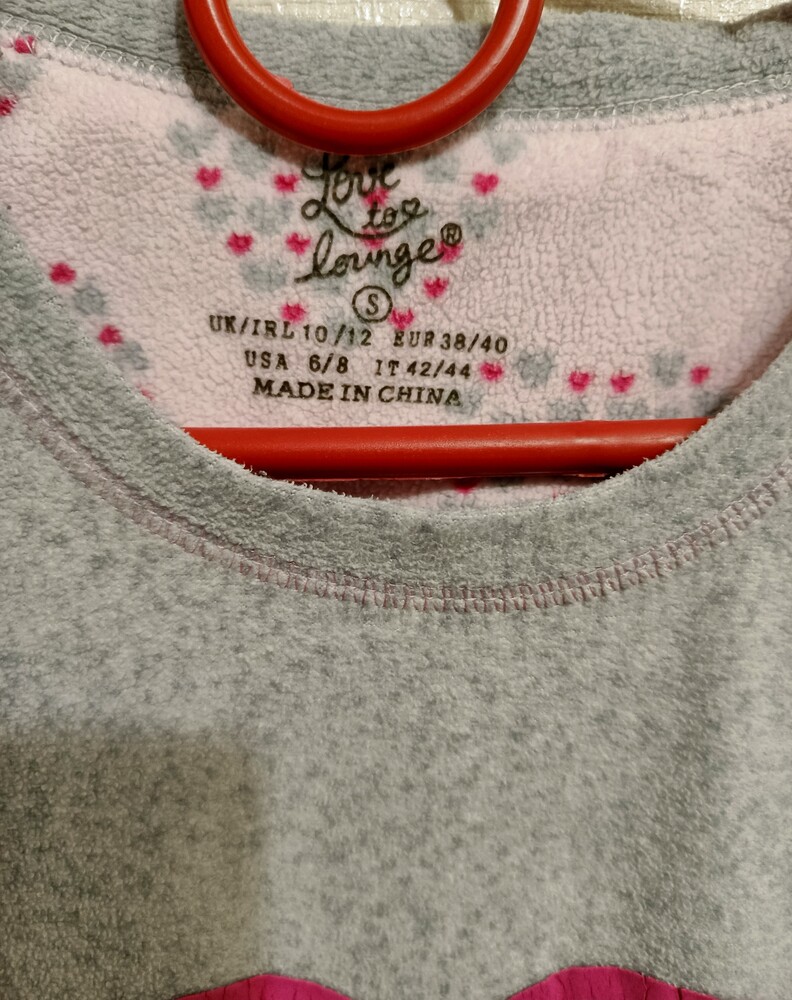 Love
to
lounge®
S
UK/IRL 10/12 EUR 38/40
USA 6/8 IT 42/44
MADE IN CHINA